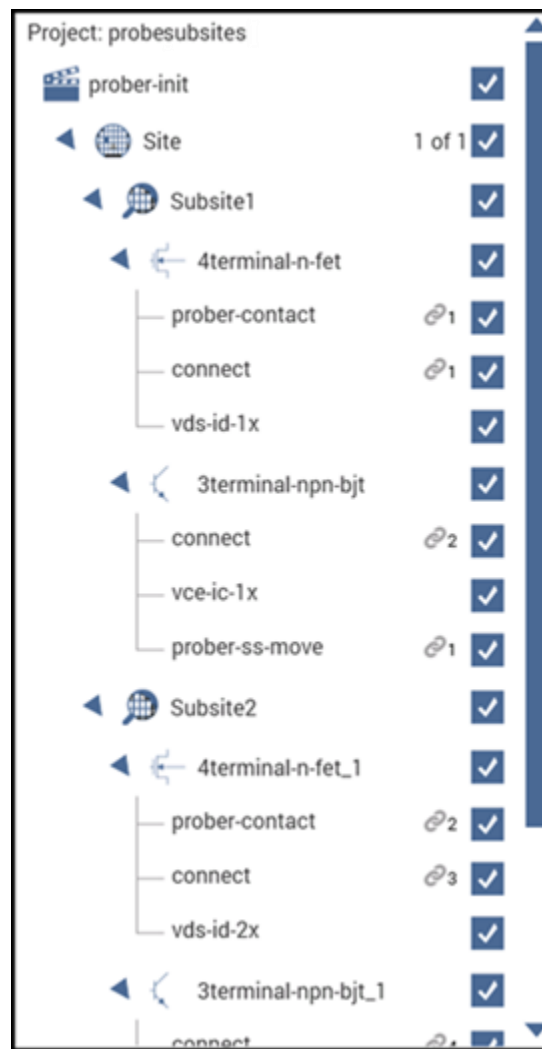 Project: probesubsites
prober-init
Site 1 of 1
Subsite1
4terminal-n-fet
prober-contact 1
connect 1
vds-id-1x
3terminal-npn-bjt
connect 2
vce-ic-1x
prober-ss-move 1
Subsite2
4terminal-n-fet_1
prober-contact 2
connect 3
vds-id-2x
3terminal-npn-bjt_1
connect 4